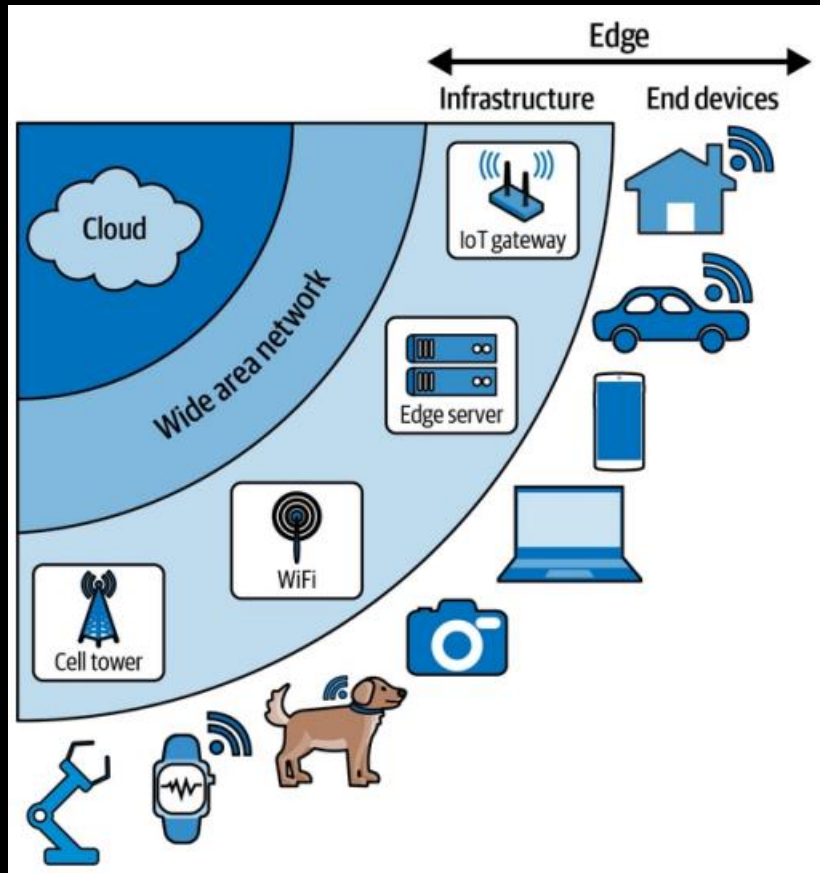 Edge
Infrastructure
End devices
IoT gateway
Cloud
Wide area network
Edge server
WiFi
Cell tower